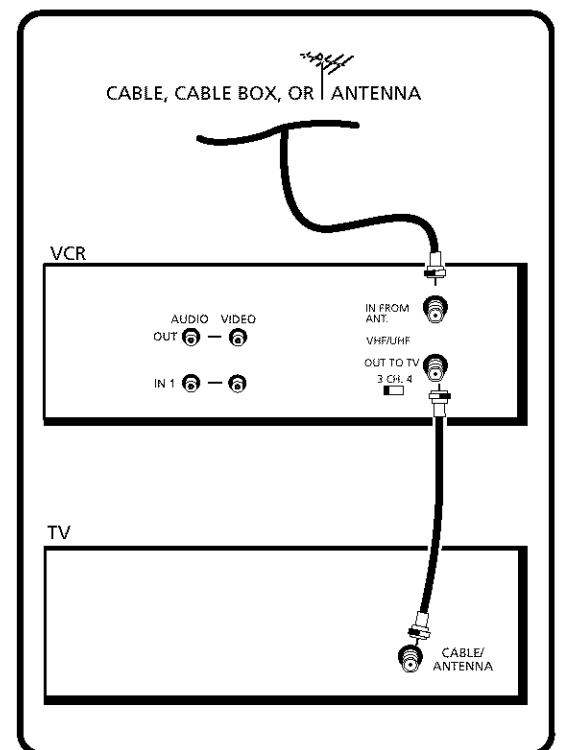 CABLE, CABLE BOX, OR ANTENNA
VCR
AUDIO VIDEO
OUT
IN 1
IN FROM
ANT.
VHF/UHF
OUT TO TV
3 CH. 4
TV
CABLE/
ANTENNA